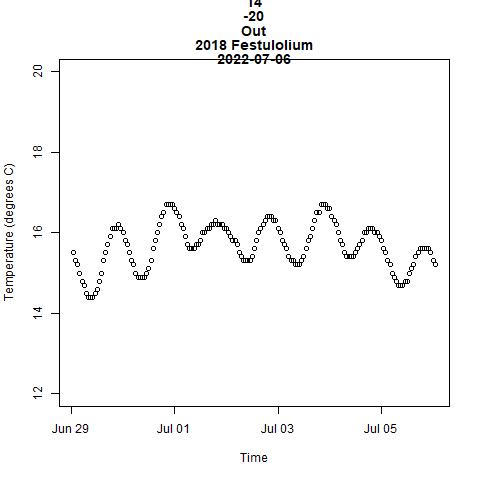 14
-20
Out
2018 Festulolium
2022-07-06
20
18
16
14
12
Temperature (degrees C)
Jun 29
Jul 01
Jul 03
Jul 05
Time